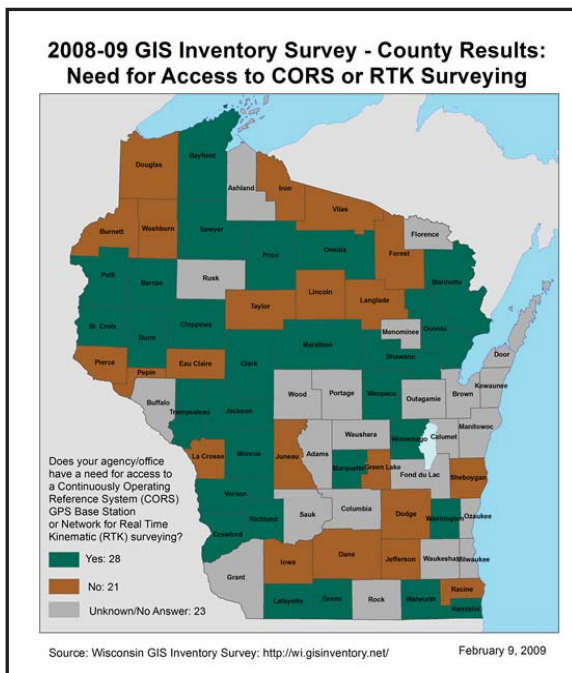 2008-09 GIS Inventory Survey - County Results:
Need for Access to CORS or RTK Surveying
Bayfield
Douglas
Ashland
Iron
Vilas
Burnett
Washburn
Sawyer
Price
Oneida
Florence
Forest
Marinette
Polk
Barron
Rusk
Lincoln
Langlade
Taylor
Oconto
Menominee
St. Croix
Dunn
Chippewa
Marathon
Shawano
Door
Pierce
Pepin
Eau Claire
Clark
Buffalo
Trempealeau
Jackson
Wood
Portage
Waupaca
Outagamie
Brown
Kewaunee
Waushara
Winnebago
Calumet
Manitowoc
La Crosse
Monroe
Juneau
Adams
Marquette
Green Lake
Fond du Lac
Sheboygan
Vernon
Richland
Sauk
Columbia
Dodge
Washington
Ozaukee
Crawford
Grant
Iowa
Dane
Jefferson
Waukesha
Milwaukee
Lafayette
Green
Rock
Walworth
Racine
Kenosha
Does your agency/office
have a need for access to
a Continuously Operating
Reference System (CORS)
GPS Base Station
or Network for Real Time
Kinematic (RTK) surveying?
Yes: 28
No: 21
Unknown/No Answer: 23
Source: Wisconsin GIS Inventory Survey: http://wi.gisinventory.net/
February 9, 2009